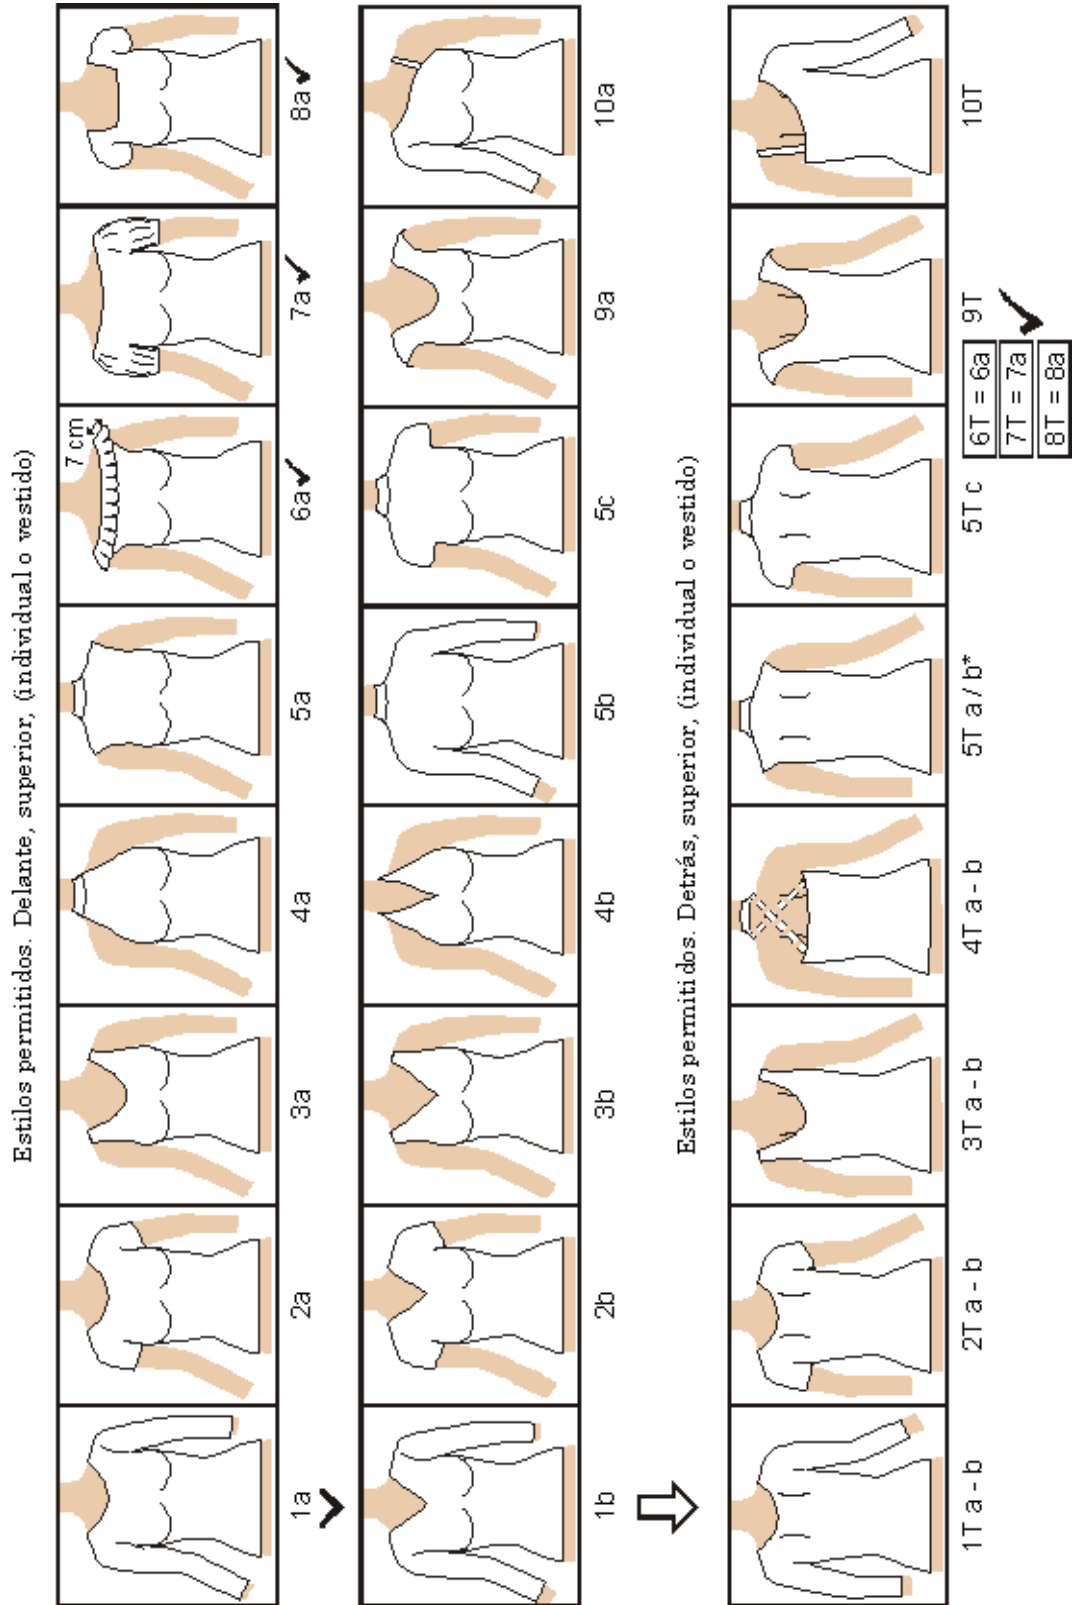 Estilos permitidos. Delante, superior, (individual o vestido)
7 cm
1a 2a 3a 4a 5a 6a 7a 8a
1b 2b 3b 4b 5b 5c 9a 10a
Estilos permitidos. Detrás, superior, (individual o vestido)
1T a - b 2T a - b 3T a - b 4T a - b 5T a / b* 5T c 9T 10T
6T = 6a
7T = 7a
8T = 8a